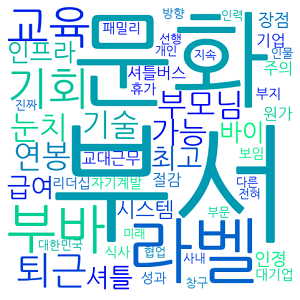 방향 인력
패밀리 선행 장점
교육 문화 개인 지속 기업 인물
인프라 셔틀버스 휴가 주의
기회 부모님 부지
눈치 기술 가능 바이 원가
진짜
연봉 교대근무 최고 보임
부서
급여 리더십 자기계발 절감 다른
부바 시스템 라벨 전혀
부문
대한민국 미래 인정
퇴근 셔틀 식사 협업 사내 대기업
성과 창구